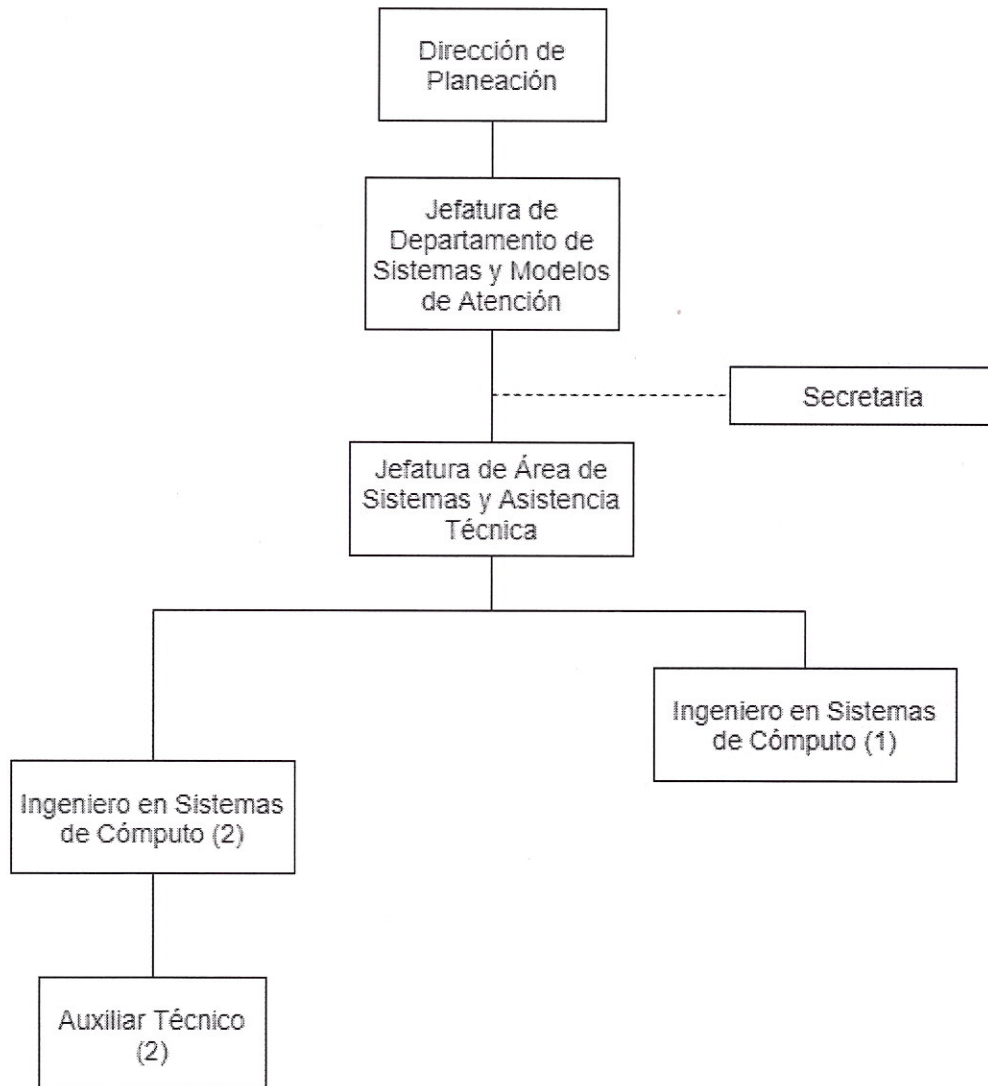 Dirección de
Planeación
Jefatura de
Departamento de
Sistemas y Modelos
de Atención
Secretaria
Jefatura de Área de
Sistemas y Asistencia
Técnica
Ingeniero en Sistemas
de Cómputo (1)
Ingeniero en Sistemas
de Cómputo (2)
Auxiliar Técnico
(2)